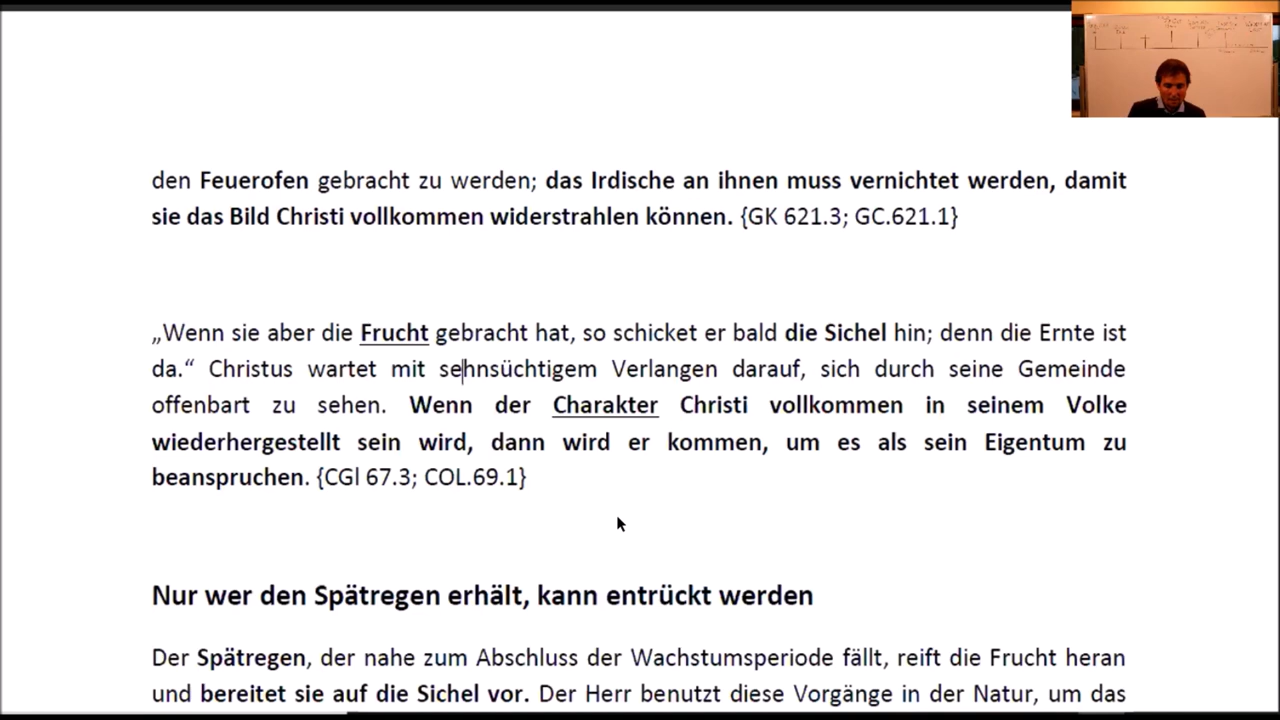 den Feuerofen gebracht zu werden; das Irdische an ihnen muss vernichtet werden, damit
sie das Bild Christi vollkommen widerstrahlen können. {GK 621.3; GC.621.1}
„Wenn sie aber die Frucht gebracht hat, so schicket er bald die Sichel hin; denn die Ernte ist
da.“ Christus wartet mit sehnsüchtigem Verlangen darauf, sich durch seine Gemeinde
offenbart zu sehen. Wenn der Charakter Christi vollkommen in seinem Volke
wiederhergestellt sein wird, dann wird er kommen, um es als sein Eigentum zu
beanspruchen. {CGl 67.3; COL.69.1}
Nur wer den Spätregen erhält, kann entrückt werden
Der Spätregen, der nahe zum Abschluss der Wachstumsperiode fällt, reift die Frucht heran
und bereitet sie auf die Sichel vor. Der Herr benutzt diese Vorgänge in der Natur, um das